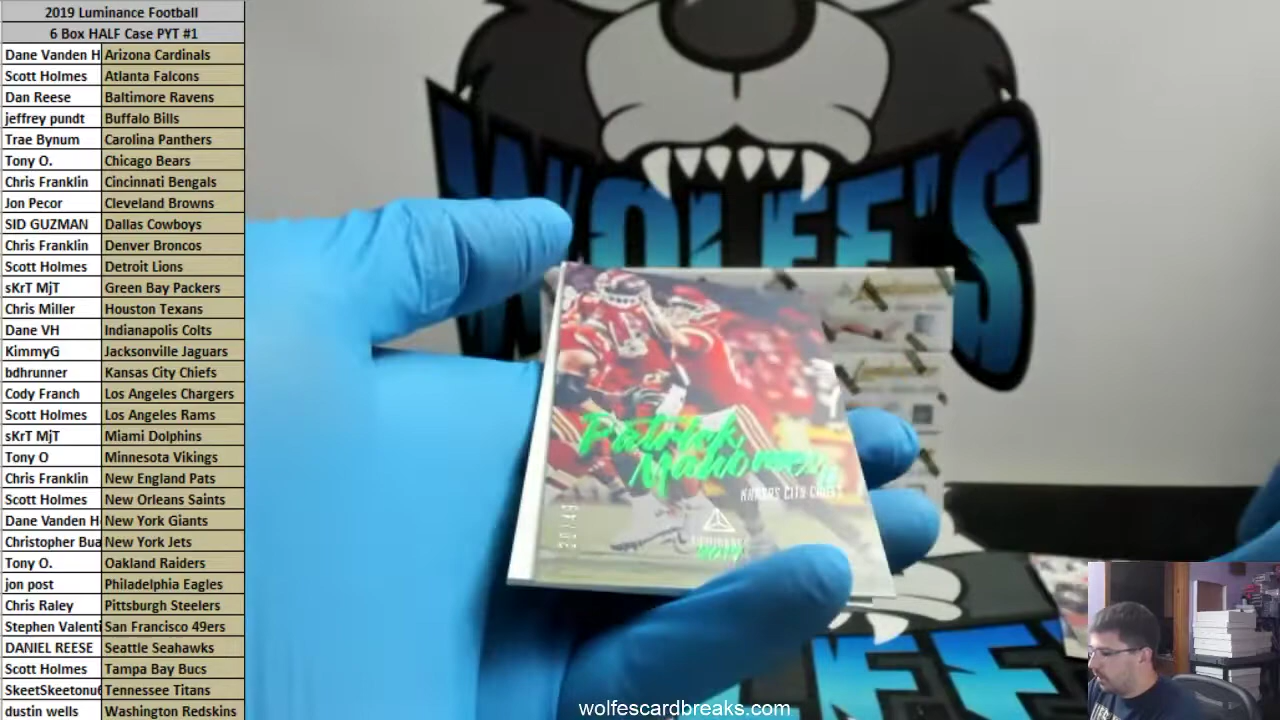 2019 Luminance Football
6 Box HALF Case PYT #1
Dane Vanden H Arizona Cardinals
Scott Holmes Atlanta Falcons
Dan Reese Baltimore Ravens
jeffrey pundt Buffalo Bills
Trae Bynum Carolina Panthers
Tony O. Chicago Bears
Chris Franklin Cincinnati Bengals
Jon Pecor Cleveland Browns
SID GUZMAN Dallas Cowboys
Chris Franklin Denver Broncos
Scott Holmes Detroit Lions
sKrT MjT Green Bay Packers
Chris Miller Houston Texans
Dane VH Indianapolis Colts
KimmyG Jacksonville Jaguars
bdhrunner Kansas City Chiefs
Cody Franch Los Angeles Chargers
Scott Holmes Los Angeles Rams
sKrT MjT Miami Dolphins
Tony O Minnesota Vikings
Chris Franklin New England Pats
Scott Holmes New Orleans Saints
Dane Vanden H New York Giants
Christopher Bua New York Jets
Tony O. Oakland Raiders
jon post Philadelphia Eagles
Chris Raley Pittsburgh Steelers
Stephen Valenti San Francisco 49ers
DANIEL REESE Seattle Seahawks
Scott Holmes Tampa Bay Bucs
SkeetSkeetonu Tennessee Titans
dustin wells Washington Redskins
WOLFE'S
Patrick
Mahomes
KANSAS CITY CHIEFS
LUMINANCE
2019
wolfescardbreaks.com